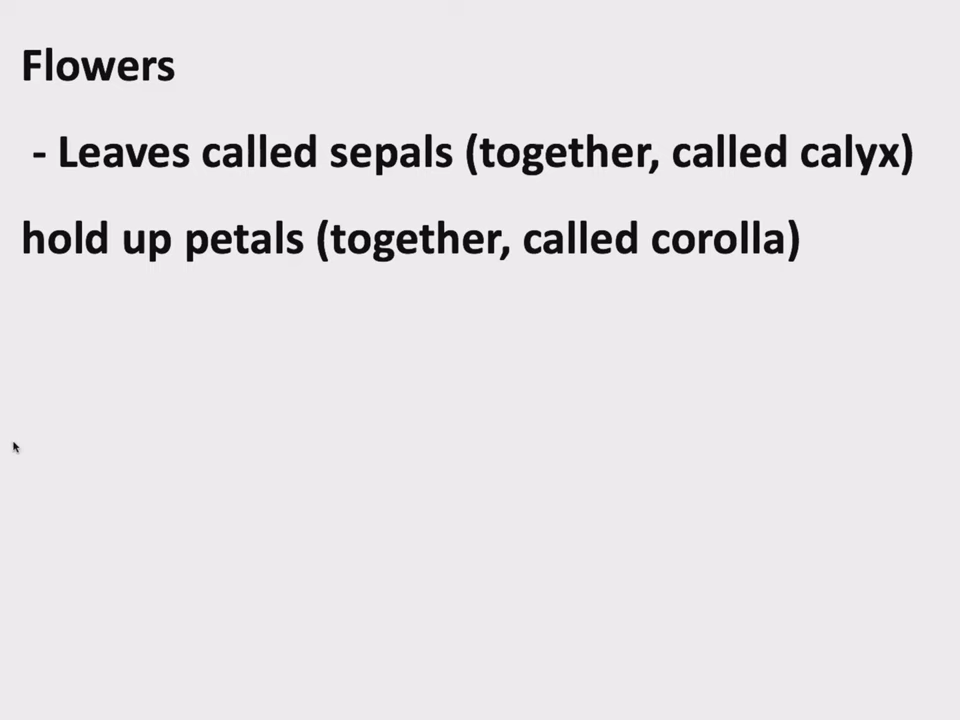 Flowers
- Leaves called sepals (together, called calyx)
hold up petals (together, called corolla)